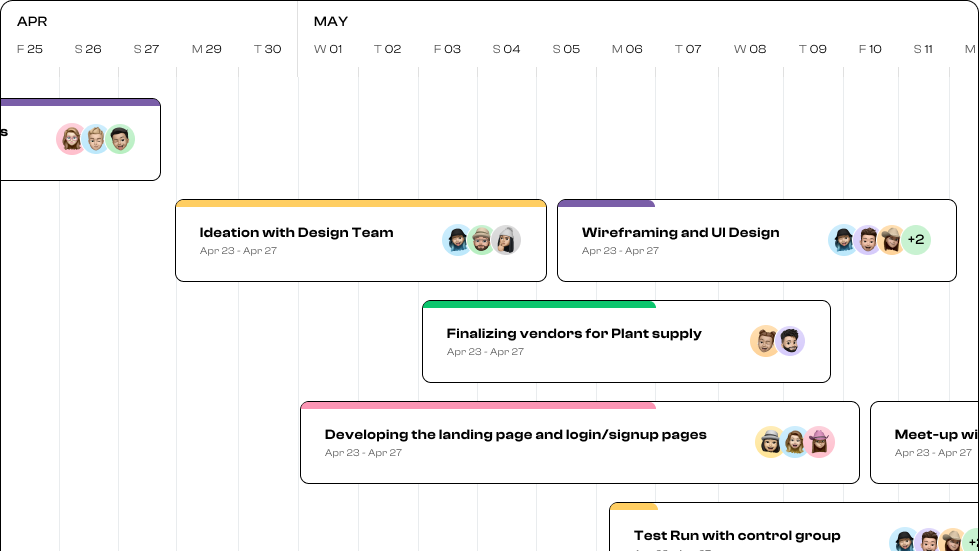 APR MAY
F 25 S 26 S 27 M 29 T 30 W 01 T 02 F 03 S 04 S 05 M 06 T 07 W 08 T 09 F 10 S 11 M
s
Ideation with Design Team
Apr 23 - Apr 27
Wireframing and UI Design
Apr 23 - Apr 27
+2
Finalizing vendors for Plant supply
Apr 23 - Apr 27
Developing the landing page and login/signup pages
Apr 23 - Apr 27
Meet-up wi
Apr 23 - Apr 27
Test Run with control group